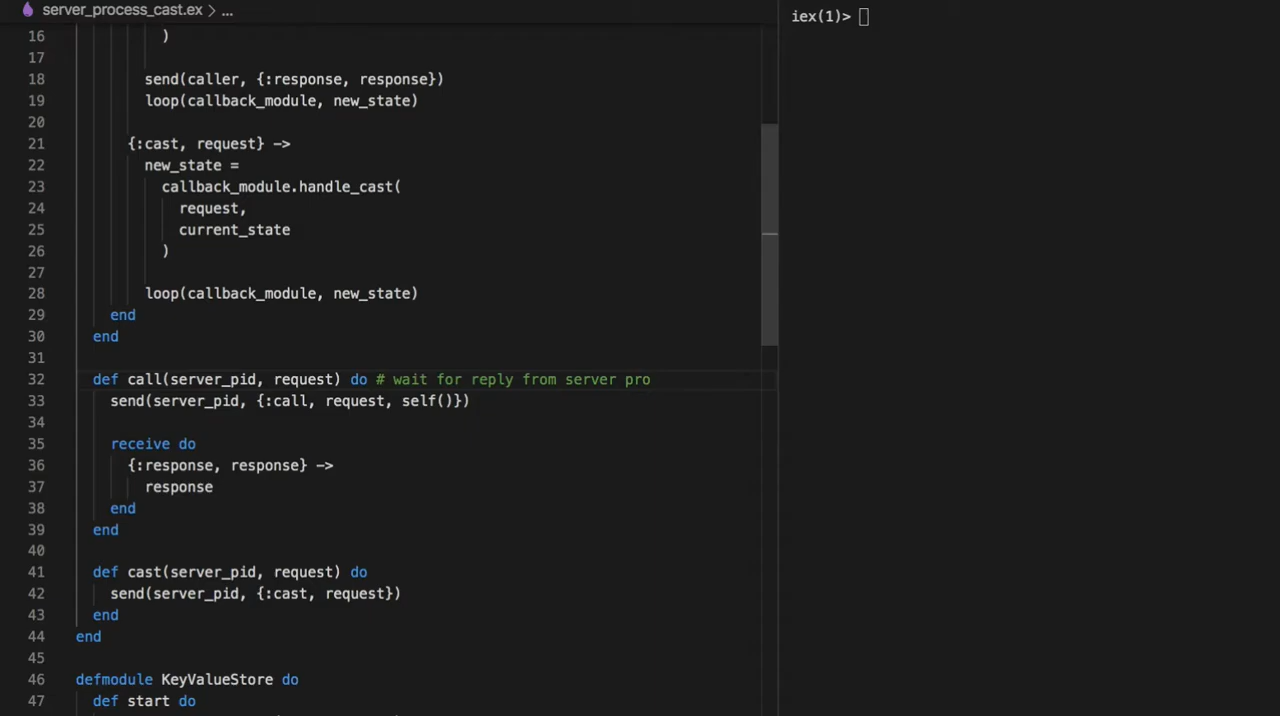 server_process_cast.ex > ...
16 )
17
18 send(caller, {:response, response})
19 loop(callback_module, new_state)
20
21 {:cast, request} ->
22 new_state =
23 callback_module.handle_cast(
24 request,
25 current_state
26 )
27
28 loop(callback_module, new_state)
29 end
30 end
31
32 def call(server_pid, request) do # wait for reply from server pro
33 send(server_pid, {:call, request, self()})
34
35 receive do
36 {:response, response} ->
37 response
38 end
39 end
40
41 def cast(server_pid, request) do
42 send(server_pid, {:cast, request})
43 end
44 end
45
46 defmodule KeyValueStore do
47 def start do
iex(1)>